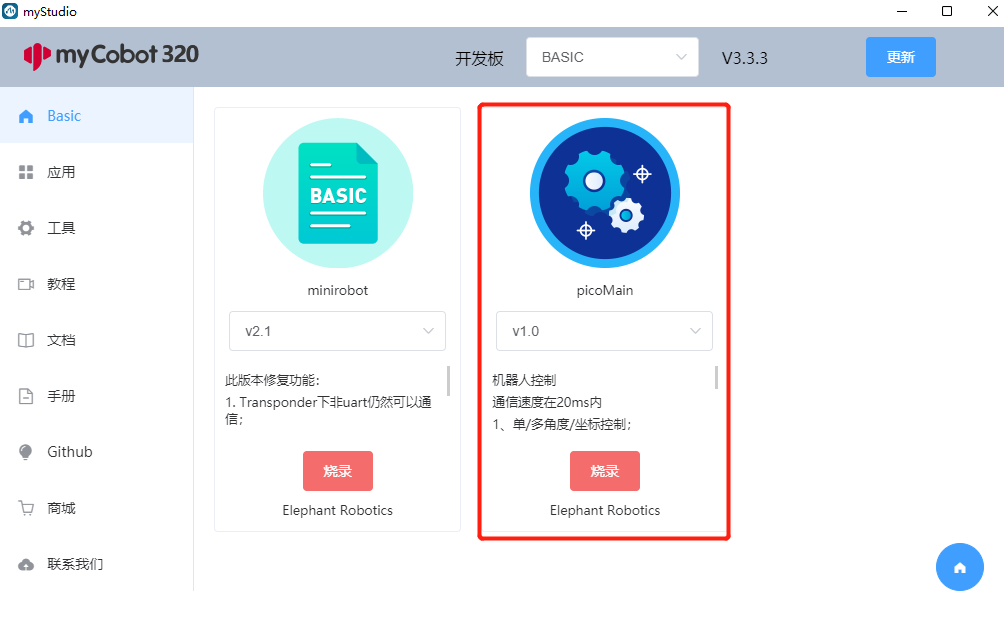 myStudio
myCobot 320
开发板
BASIC
V3.3.3
更新
Basic
应用
工具
教程
文档
手册
Github
商城
联系我们
BASIC
minirobot
v2.1
此版本修复功能：
1. Transponder下非uart仍然可以通
信；
烧录
Elephant Robotics
picoMain
v1.0
机器人控制
通信速度在20ms内
1、单/多角度/坐标控制；
烧录
Elephant Robotics